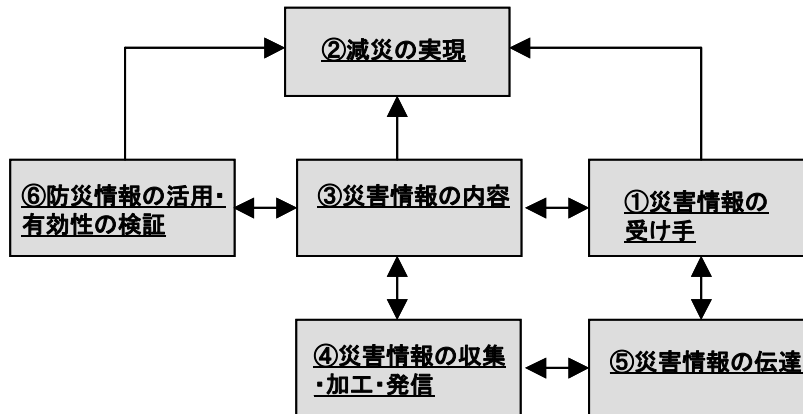 ②減災の実現
⑥防災情報の活用・
有効性の検証
③災害情報の内容
①災害情報の
受け手
④災害情報の収集
・加工・発信
⑤災害情報の伝達